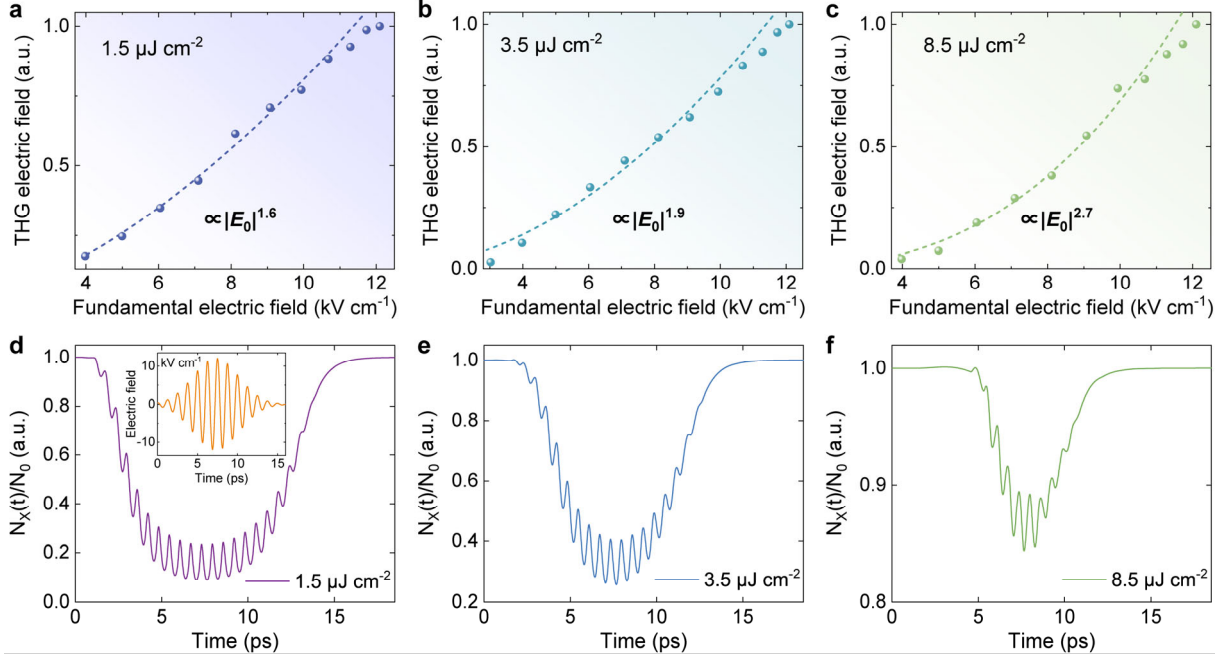 a
1.5 µJ cm⁻²
THG electric field (a.u.)
1.0
0.5
∝|E₀|¹·⁶
4 6 8 10 12
Fundamental electric field (kV cm⁻¹)
b
3.5 µJ cm⁻²
THG electric field (a.u.)
1.0
0.5
0.0
∝|E₀|¹·⁹
4 6 8 10 12
Fundamental electric field (kV cm⁻¹)
c
8.5 µJ cm⁻²
THG electric field (a.u.)
1.0
0.5
0.0
∝|E₀|²·⁷
4 6 8 10 12
Fundamental electric field (kV cm⁻¹)
d
N_X(t)/N₀ (a.u.)
1.0
0.8
0.6
0.4
0.2
0.0
kV cm⁻¹
Electric field
10
0
-10
0 5 10 15
Time (ps)
1.5 µJ cm⁻²
0 5 10 15
Time (ps)
e
N_X(t)/N₀ (a.u.)
1.0
0.8
0.6
0.4
0.2
3.5 µJ cm⁻²
0 5 10 15
Time (ps)
f
N_X(t)/N₀ (a.u.)
1.0
0.9
0.8
8.5 µJ cm⁻²
0 5 10 15
Time (ps)